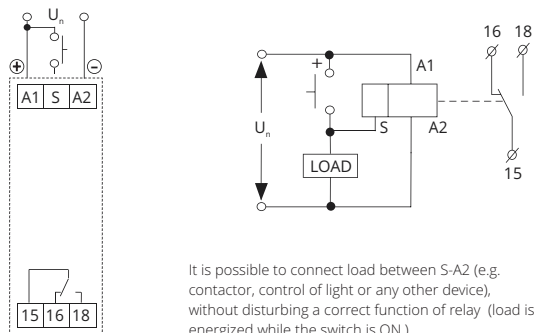 Un
+ -
A1 S A2
15 16 18
Un
+
A1
S
A2
LOAD
16 18
15
It is possible to connect load between S-A2 (e.g.
contactor, control of light or any other device),
without disturbing a correct function of relay (load is
energized while the switch is ON.)